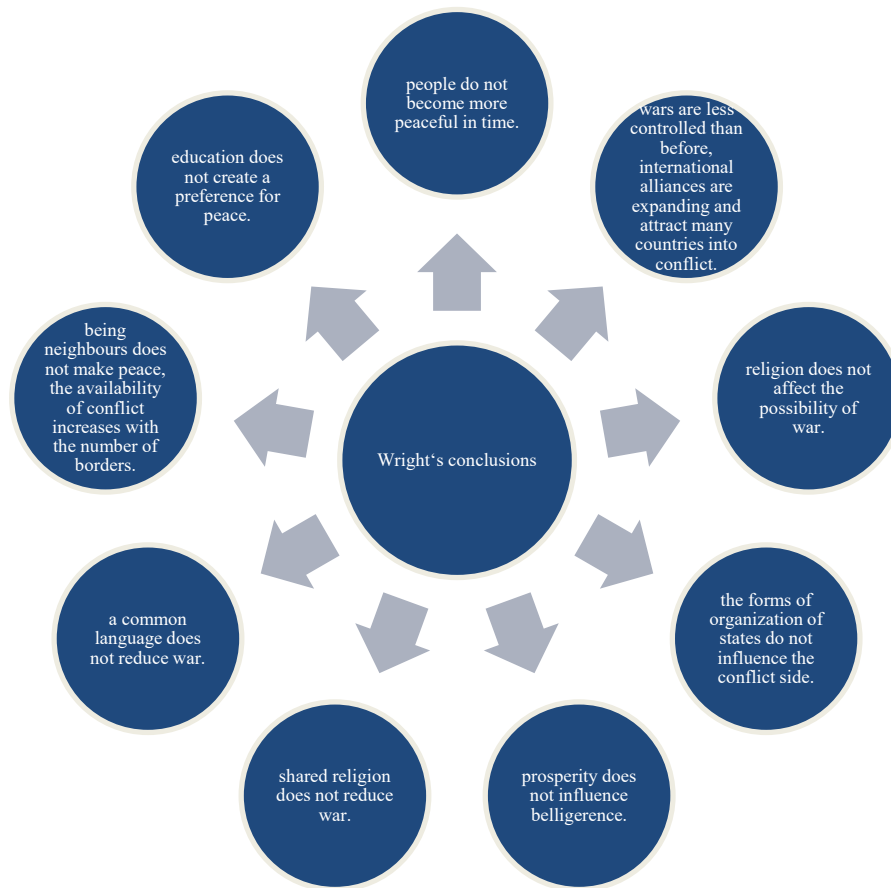 people do not
become more
peaceful in time.
wars are less
controlled than
before,
international
alliances are
expanding and
attract many
countries into
conflict.
religion does not
affect the
possibility of
war.
the forms of
organization of
states do not
influence the
conflict side.
prosperity does
not influence
belligerence.
shared religion
does not reduce
war.
a common
language does
not reduce war.
being
neighbours does
not make peace,
the availability
of conflict
increases with
the number of
borders.
education does
not create a
preference for
peace.
Wright‘s conclusions